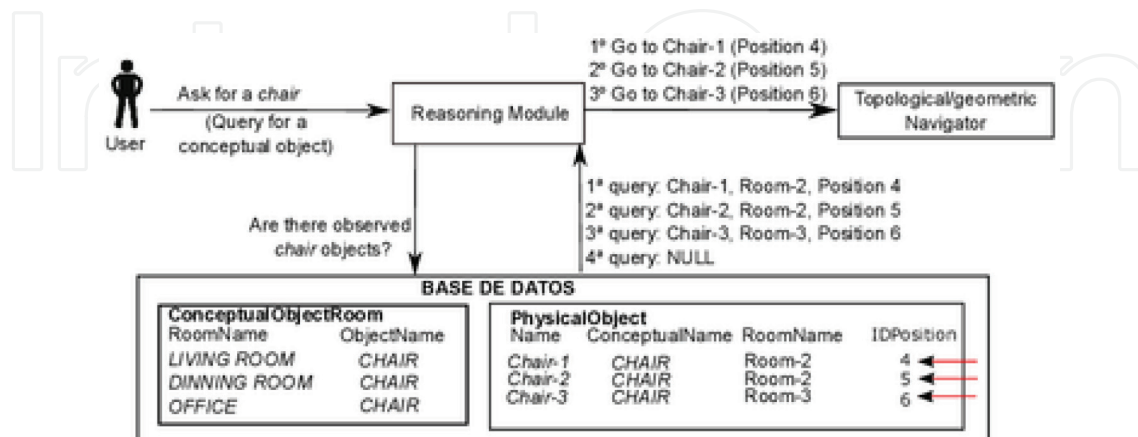 1ª Go to Chair-1 (Position 4)
2ª Go to Chair-2 (Position 5)
3ª Go to Chair-3 (Position 6)
User
Ask for a chair
(Query for a
conceptual object)
Reasoning Module
Topological/geometric
Navigator
Are there observed
chair objects?
1ª query: Chair-1, Room-2, Position 4
2ª query: Chair-2, Room-2, Position 5
3ª query: Chair-3, Room-3, Position 6
4ª query: NULL
BASE DE DATOS
ConceptualObjectRoom
RoomName ObjectName
LIVING ROOM CHAIR
DINNING ROOM CHAIR
OFFICE CHAIR
PhysicalObject
Name ConceptualName RoomName IDPosition
Chair-1 CHAIR Room-2 4
Chair-2 CHAIR Room-2 5
Chair-3 CHAIR Room-3 6